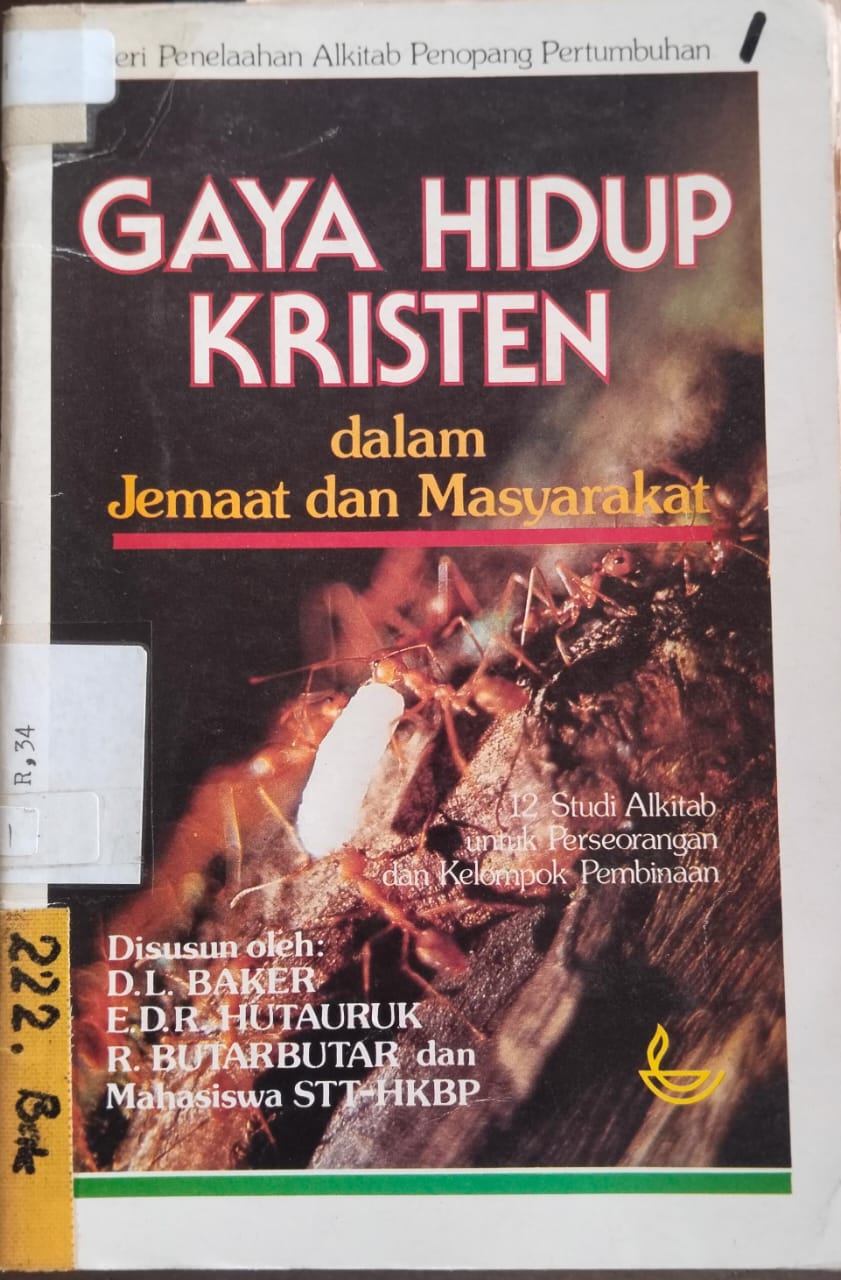 eri Penelaahan Alkitab Penopang Pertumbuhan
GAYA HIDUP
KRISTEN
dalam
Jemaat dan Masyarakat
R,34
12 Studi Alkitab
untuk Perseorangan
dan Kelompok Pembinaan
Disusun oleh:
D.L. BAKER
E.D.R. HUTAURUK
R. BUTARBUTAR dan
Mahasiswa STT-HKBP
222.